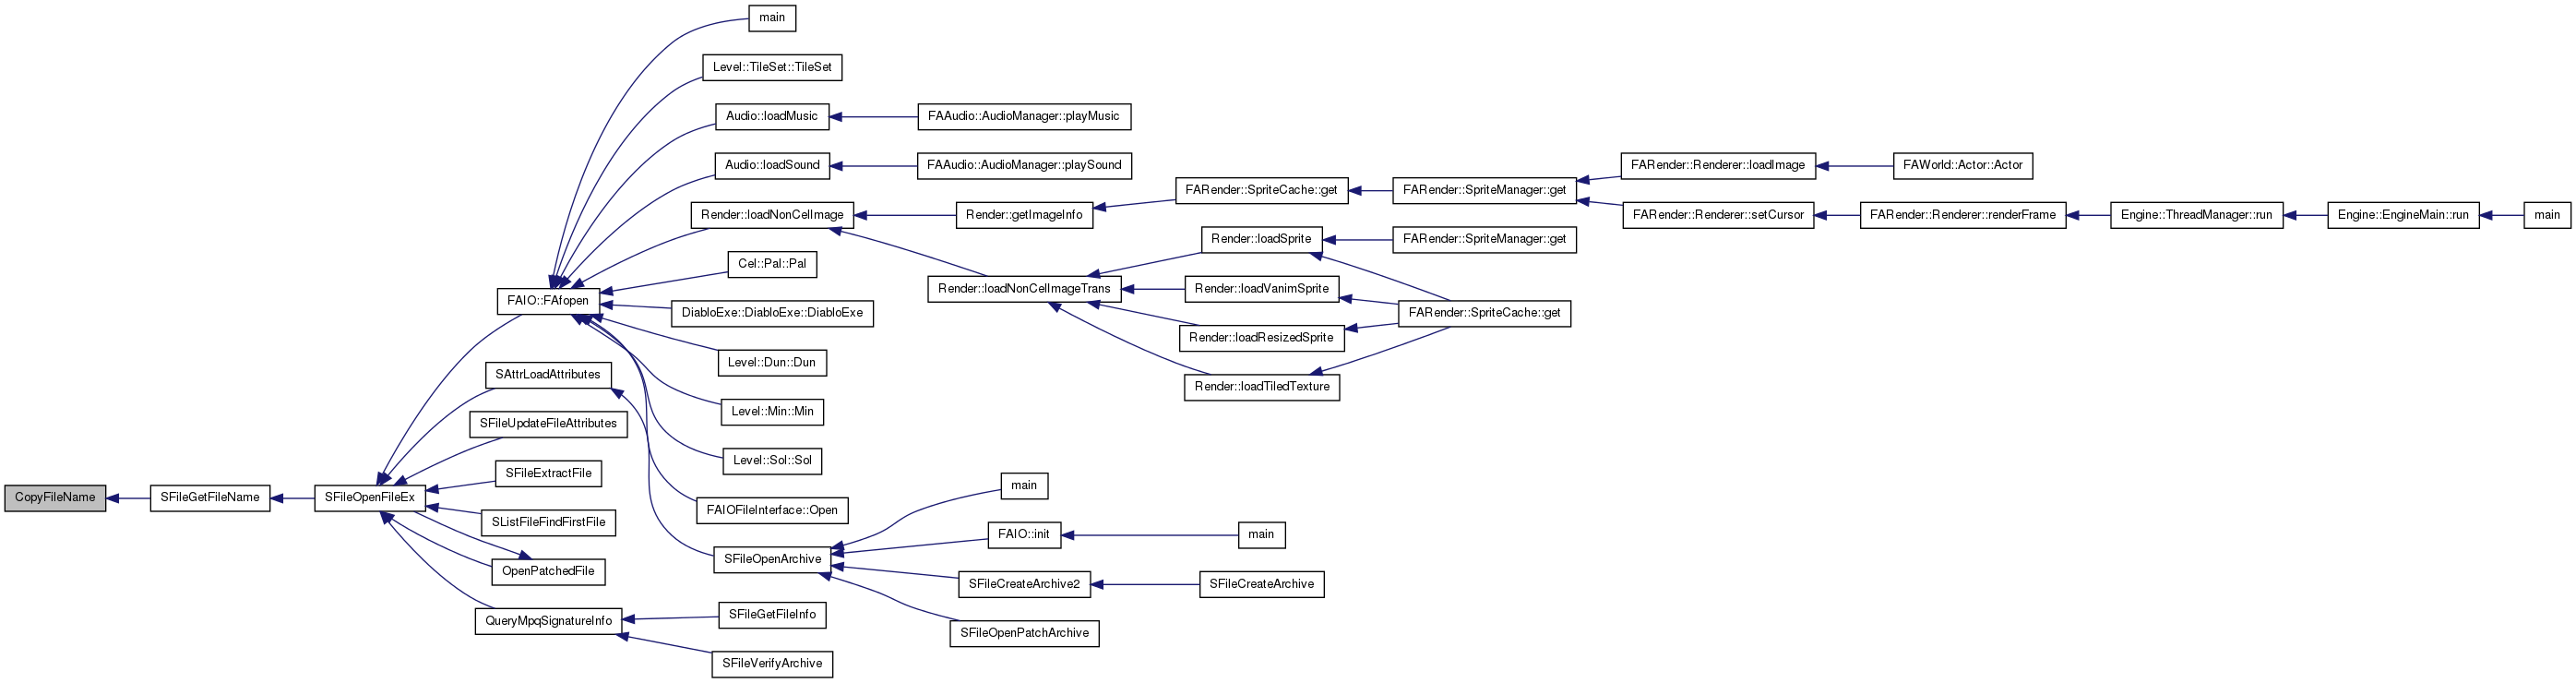 main
Level::TileSet::TileSet
Audio::loadMusic
FAAudio::AudioManager::playMusic
Audio::loadSound
FAAudio::AudioManager::playSound
FARender::Renderer::loadImage
FAWorld::Actor::Actor
FARender::SpriteCache::get
FARender::SpriteManager::get
Render::loadNonCelImage
Render::getImageInfo
FARender::Renderer::setCursor
FARender::Renderer::renderFrame
Engine::ThreadManager::run
Engine::EngineMain::run
main
Render::loadSprite
FARender::SpriteManager::get
Cel::Pal::Pal
Render::loadNonCelImageTrans
Render::loadVanimSprite
FAIO::FAfopen
DiabloExe::DiabloExe::DiabloExe
FARender::SpriteCache::get
Render::loadResizedSprite
Level::Dun::Dun
SAttrLoadAttributes
Render::loadTiledTexture
Level::Min::Min
SFileUpdateFileAttributes
Level::Sol::Sol
SFileExtractFile
main
CopyFileName
SFileGetFileName
SFileOpenFileEx
FAIOFileInterface::Open
SListFileFindFirstFile
FAIO::init
main
SFileOpenArchive
OpenPatchedFile
SFileCreateArchive2
SFileCreateArchive
SFileGetFileInfo
QueryMpqSignatureInfo
SFileOpenPatchArchive
SFileVerifyArchive